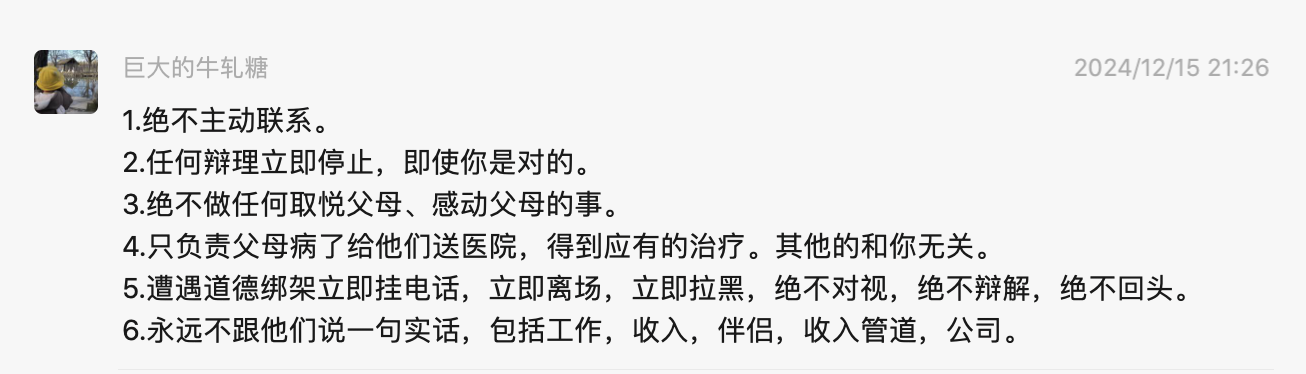 巨大的牛轧糖
2024/12/15 21:26
1.绝不主动联系。
2.任何辩理立即停止，即使你是对的。
3.绝不做任何取悦父母、感动父母的事。
4.只负责父母病了给他们送医院，得到应有的治疗。其他的和你无关。
5.遭遇道德绑架立即挂电话，立即离场，立即拉黑，绝不对视，绝不辩解，绝不回头。
6.永远不跟他们说一句实话，包括工作，收入，伴侣，收入管道，公司。